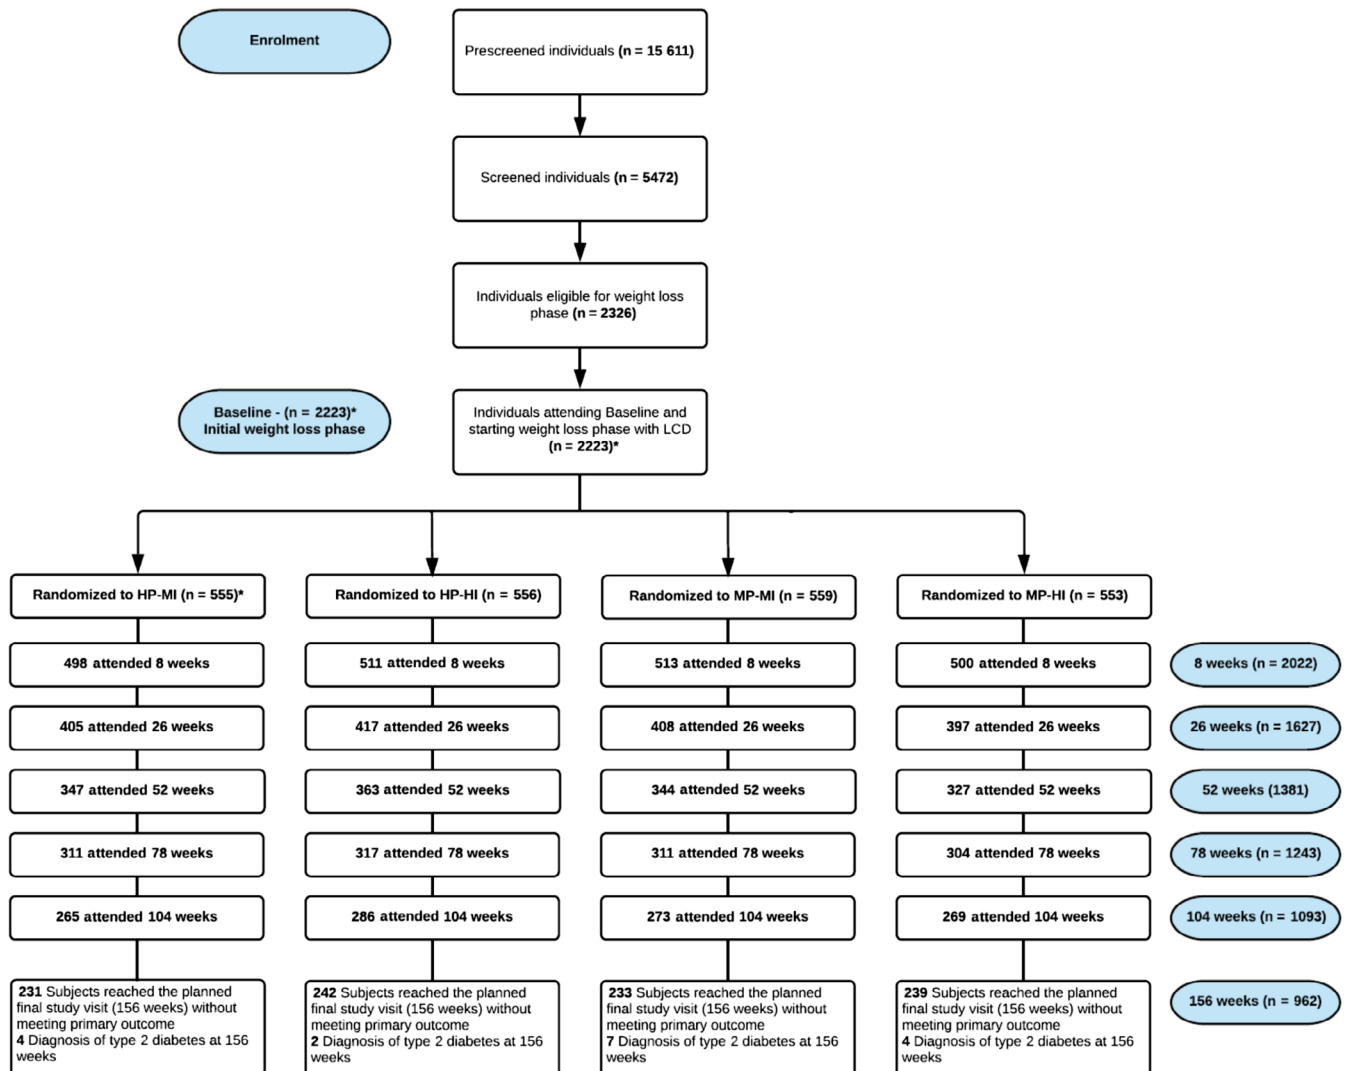 Enrolment
Prescreened individuals (n = 15 611)
Screened individuals (n = 5472)
Individuals eligible for weight loss
phase (n = 2326)
Baseline - (n = 2223)*
Initial weight loss phase
Individuals attending Baseline and
starting weight loss phase with LCD
(n = 2223)*
Randomized to HP-MI (n = 555)*
Randomized to HP-HI (n = 556)
Randomized to MP-MI (n = 559)
Randomized to MP-HI (n = 553)
498 attended 8 weeks
511 attended 8 weeks
513 attended 8 weeks
500 attended 8 weeks
8 weeks (n = 2022)
405 attended 26 weeks
417 attended 26 weeks
408 attended 26 weeks
397 attended 26 weeks
26 weeks (n = 1627)
347 attended 52 weeks
363 attended 52 weeks
344 attended 52 weeks
327 attended 52 weeks
52 weeks (1381)
311 attended 78 weeks
317 attended 78 weeks
311 attended 78 weeks
304 attended 78 weeks
78 weeks (n = 1243)
265 attended 104 weeks
286 attended 104 weeks
273 attended 104 weeks
269 attended 104 weeks
104 weeks (n = 1093)
231 Subjects reached the planned
final study visit (156 weeks) without
meeting primary outcome
4 Diagnosis of type 2 diabetes at 156
weeks
242 Subjects reached the planned
final study visit (156 weeks) without
meeting primary outcome
2 Diagnosis of type 2 diabetes at 156
weeks
233 Subjects reached the planned
final study visit (156 weeks) without
meeting primary outcome
7 Diagnosis of type 2 diabetes at 156
weeks
239 Subjects reached the planned
final study visit (156 weeks) without
meeting primary outcome
4 Diagnosis of type 2 diabetes at 156
weeks
156 weeks (n = 962)